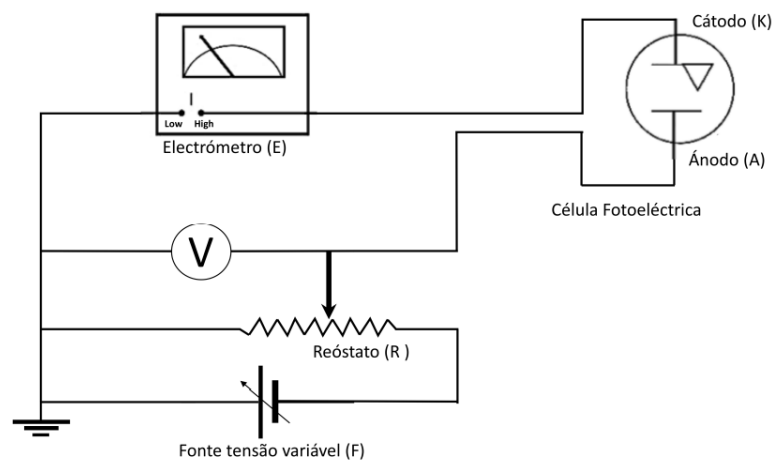 Cátodo (K)
I
Low High
Electrómetro (E)
Ánodo (A)
Célula Fotoeléctrica
V
Reóstato (R )
Fonte tensão variável (F)